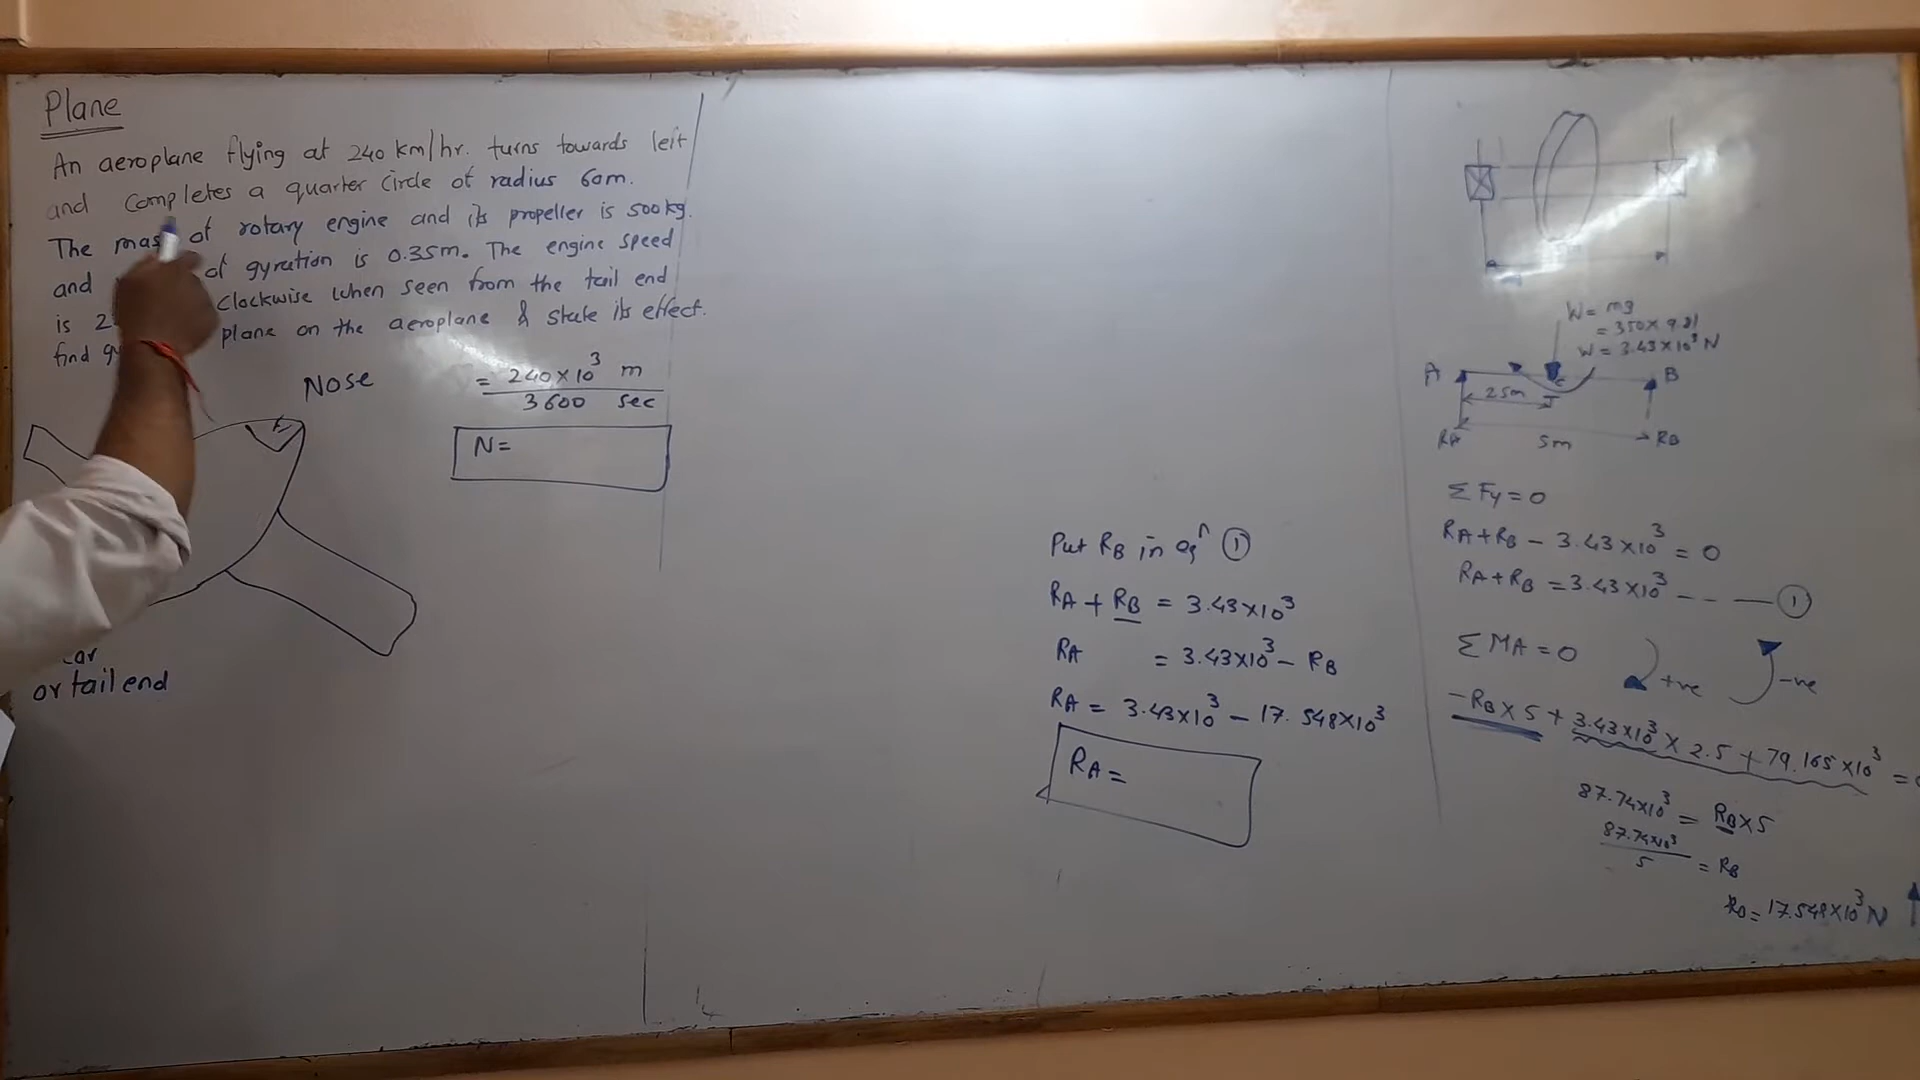 Plane
An aeroplane flying at 240 km/hr. turns towards left
and completes a quarter circle of radius 60m.
The mass of rotary engine and its propeller is 500kg.
and of gyration is 0.35m. The engine speed
is 2 clockwise when seen from the tail end
find plane on the aeroplane & state its effect.
Nose
= 240×10³ m
3600 sec
N=
or tail end
Put RB in eqⁿ ①
RA + RB = 3.43×10³
RA = 3.43×10³ - RB
RA = 3.43×10³ - 17.548×10³
RA =
W = mg
= 350×9.81
W = 3.43×10³ N
A
B
2.5m
RA
5m
RB
ΣFy = 0
RA+RB - 3.43×10³ = 0
RA+RB = 3.43×10³ - - — ①
ΣMA = 0
+ve
-ve
-RB×5 + 3.43×10³ × 2.5 + 79.165×10³ =
87.74×10³ = RB×5
87.74×10³
5
= RB
RB = 17.548×10³ N